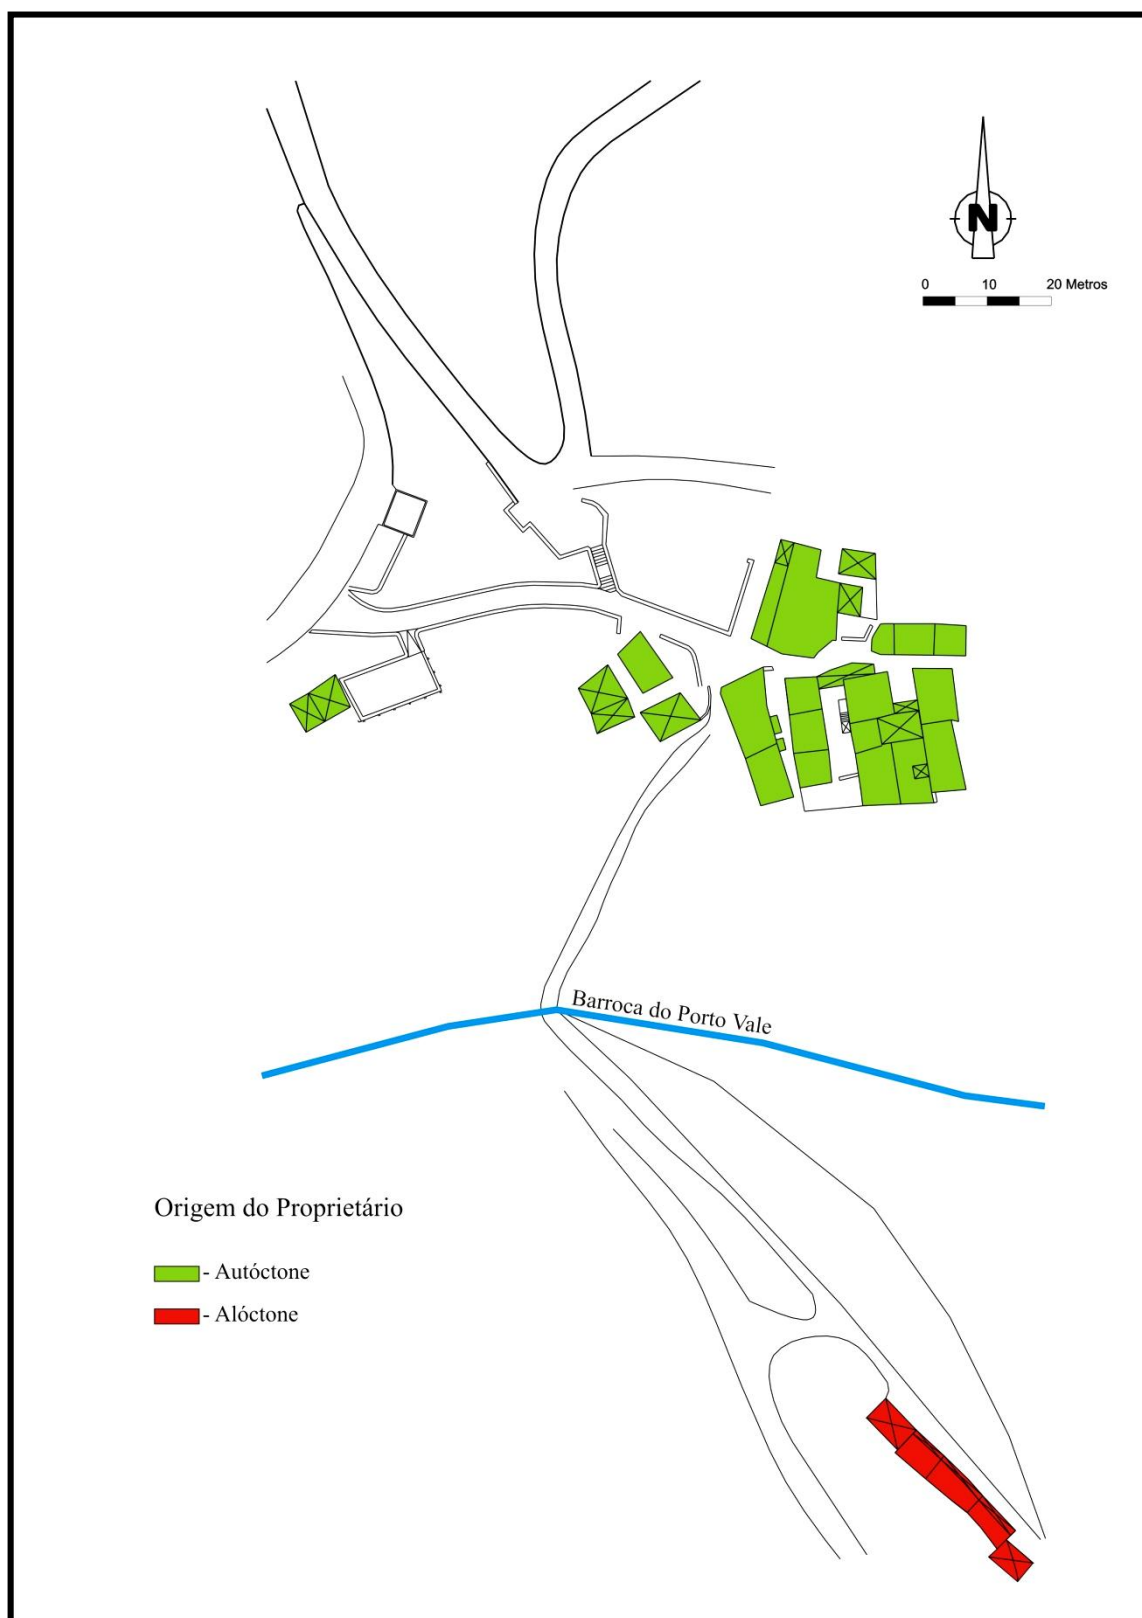 N
0 10 20 Metros
Barroca do Porto Vale
Origem do Proprietário
- Autóctone
- Alóctone